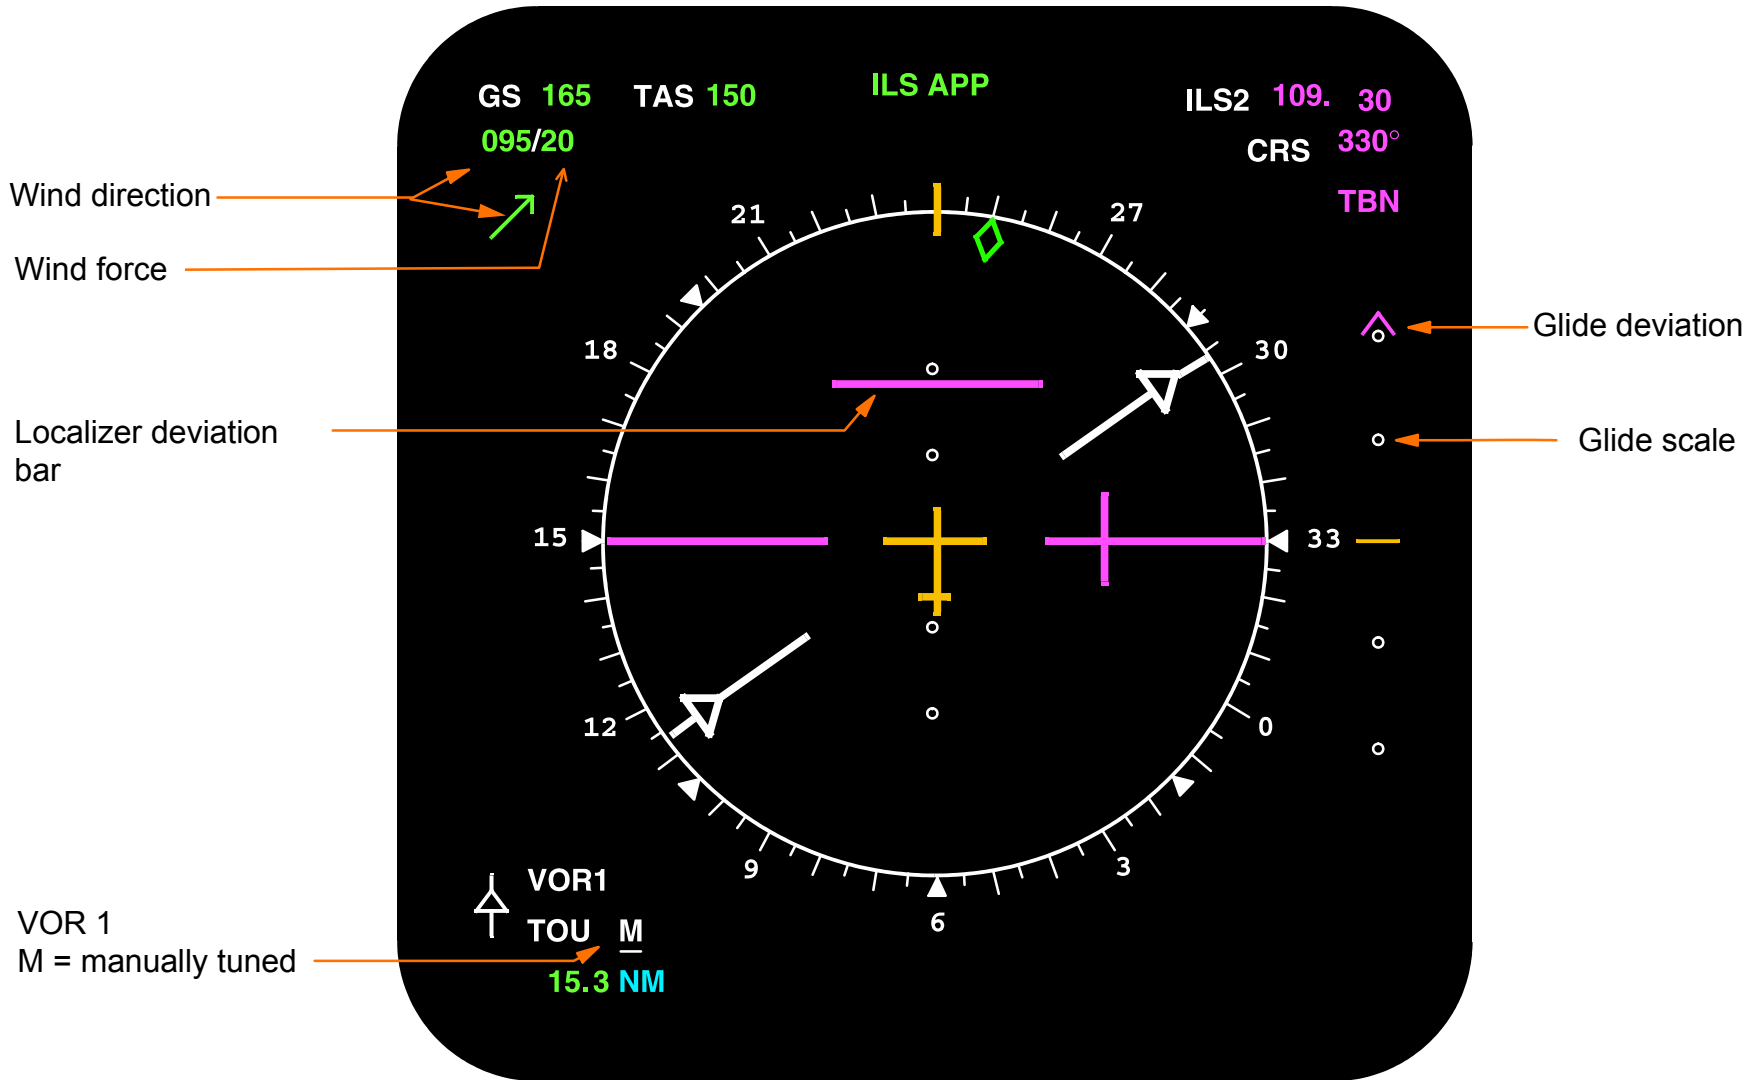 GS 165 TAS 150
ILS APP
ILS2 109. 30
095/20
CRS 330°
TBN
Wind direction
Wind force
Localizer deviation
bar
VOR 1
M = manually tuned
21
27
18
30
15
33
12
0
9
3
6
Glide deviation
Glide scale
VOR1
TOU M
15.3 NM